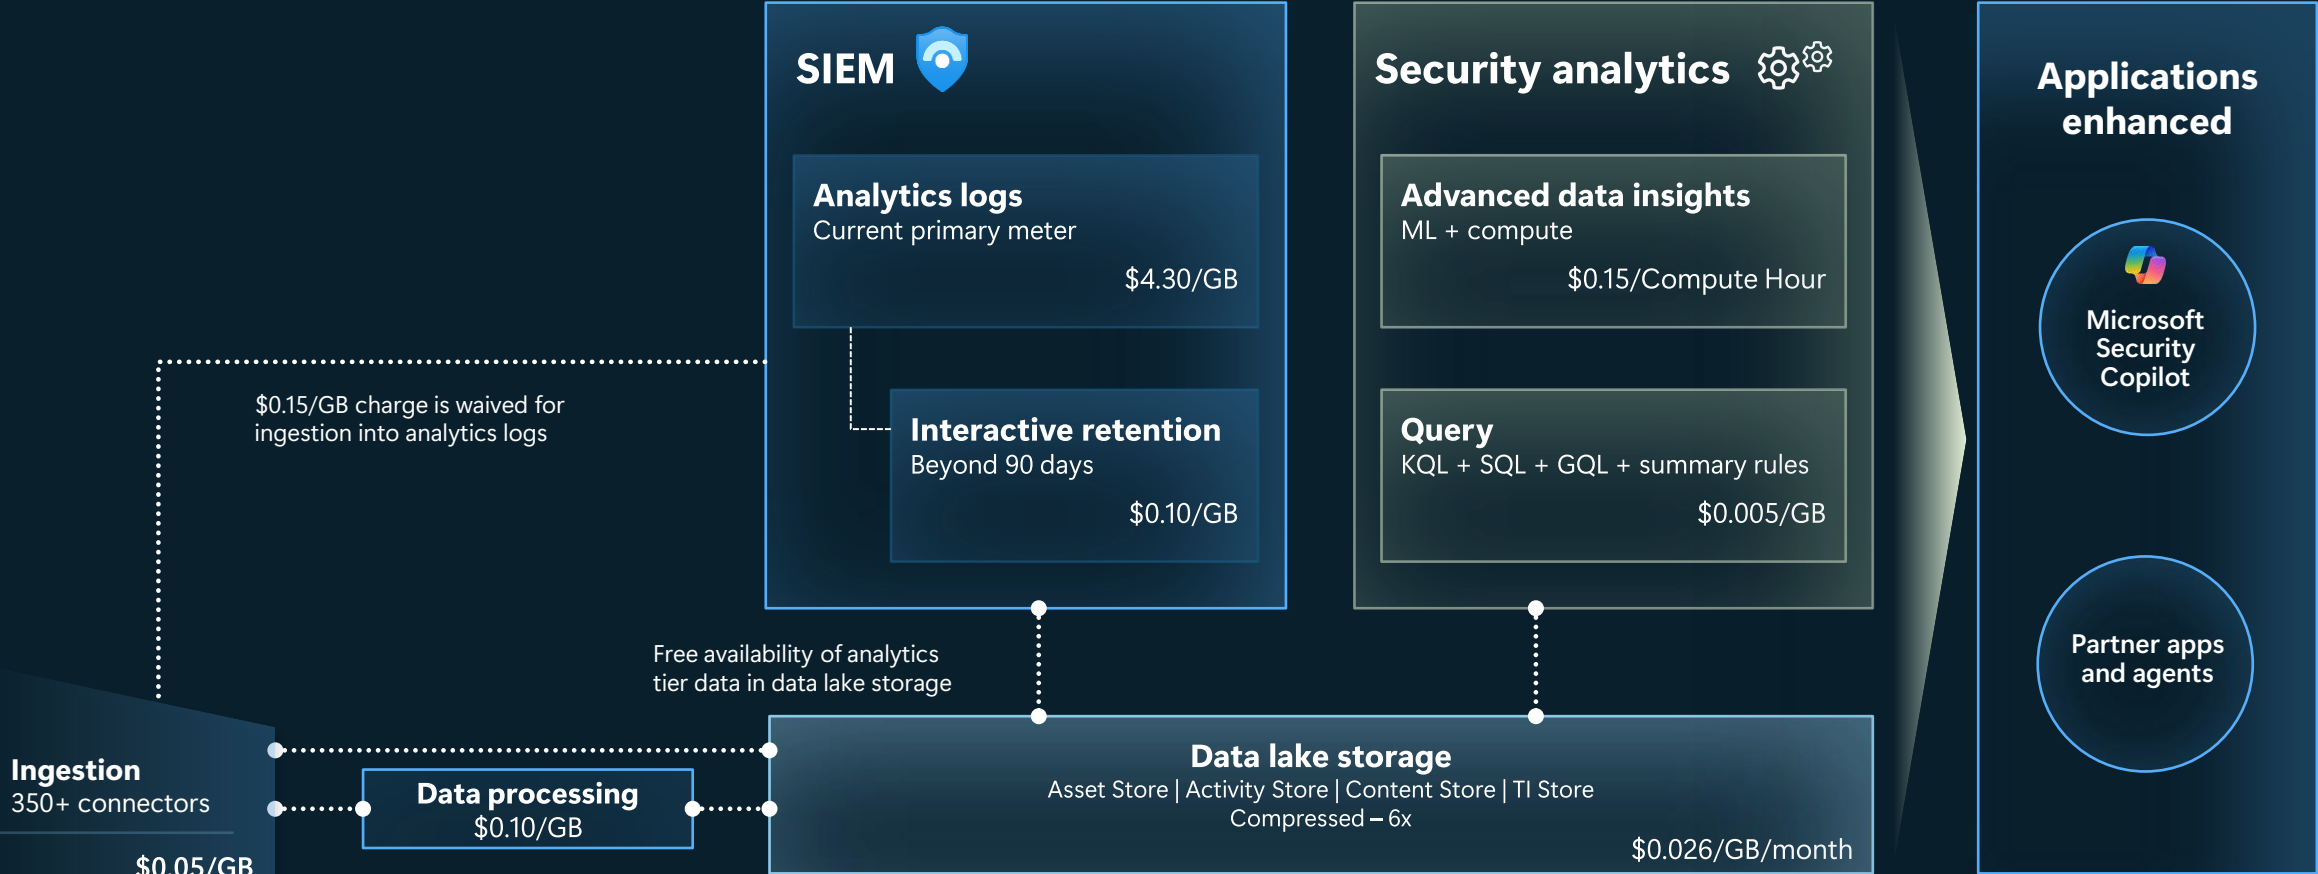 SIEM
Analytics logs
Current primary meter
$4.30/GB
Interactive retention
Beyond 90 days
$0.10/GB
Security analytics
Advanced data insights
ML + compute
$0.15/Compute Hour
Query
KQL + SQL + GQL + summary rules
$0.005/GB
Applications
enhanced
Microsoft
Security
Copilot
Partner apps
and agents
$0.15/GB charge is waived for
ingestion into analytics logs
Free availability of analytics
tier data in data lake storage
Ingestion
350+ connectors
$0.05/GB
Data processing
$0.10/GB
Data lake storage
Asset Store | Activity Store | Content Store | TI Store
Compressed – 6x
$0.026/GB/month